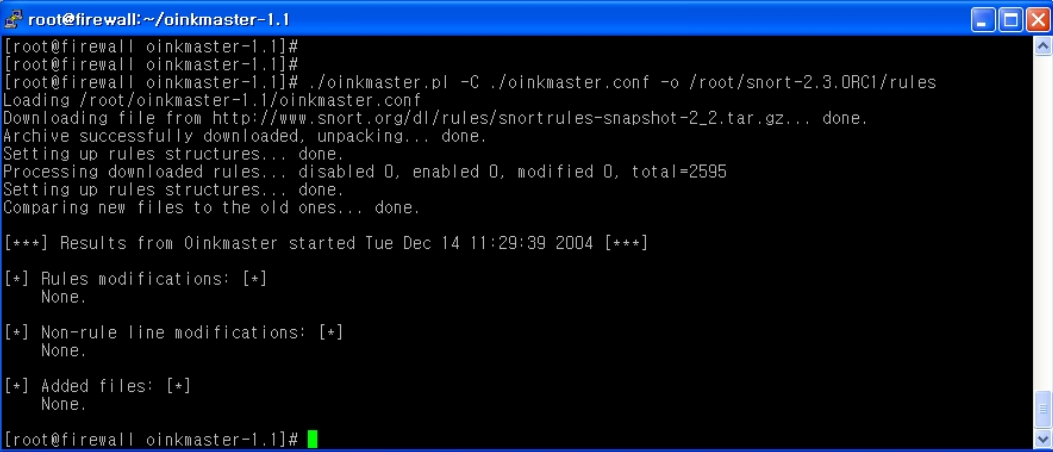 root@firewall:~/oinkmaster-1.1
[root@firewall oinkmaster-1.1]#
[root@firewall oinkmaster-1.1]#
[root@firewall oinkmaster-1.1]# ./oinkmaster.pl -C ./oinkmaster.conf -o /root/snort-2.3.0RC1/rules
Loading /root/oinkmaster-1.1/oinkmaster.conf
Downloading file from http://www.snort.org/dl/rules/snortrules-snapshot-2_2.tar.gz... done.
Archive successfully downloaded, unpacking... done.
Setting up rules structures... done.
Processing downloaded rules... disabled 0, enabled 0, modified 0, total=2595
Setting up rules structures... done.
Comparing new files to the old ones... done.
[***] Results from Oinkmaster started Tue Dec 14 11:29:39 2004 [***]
[*] Rules modifications: [*]
None.
[*] Non-rule line modifications: [*]
None.
[*] Added files: [*]
None.
[root@firewall oinkmaster-1.1]#